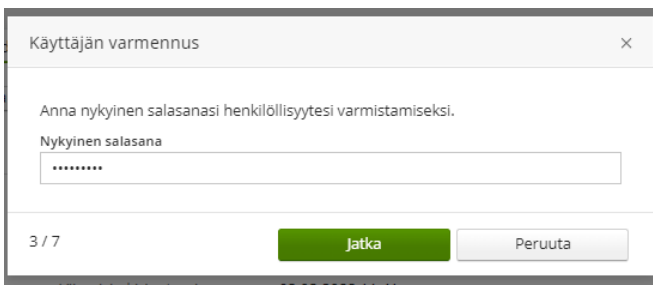 Käyttäjän varmennus
Anna nykyinen salasanasi henkilöllisyytesi varmistamiseksi.
Nykyinen salasana
•••••••••
3 / 7
Jatka
Peruuta